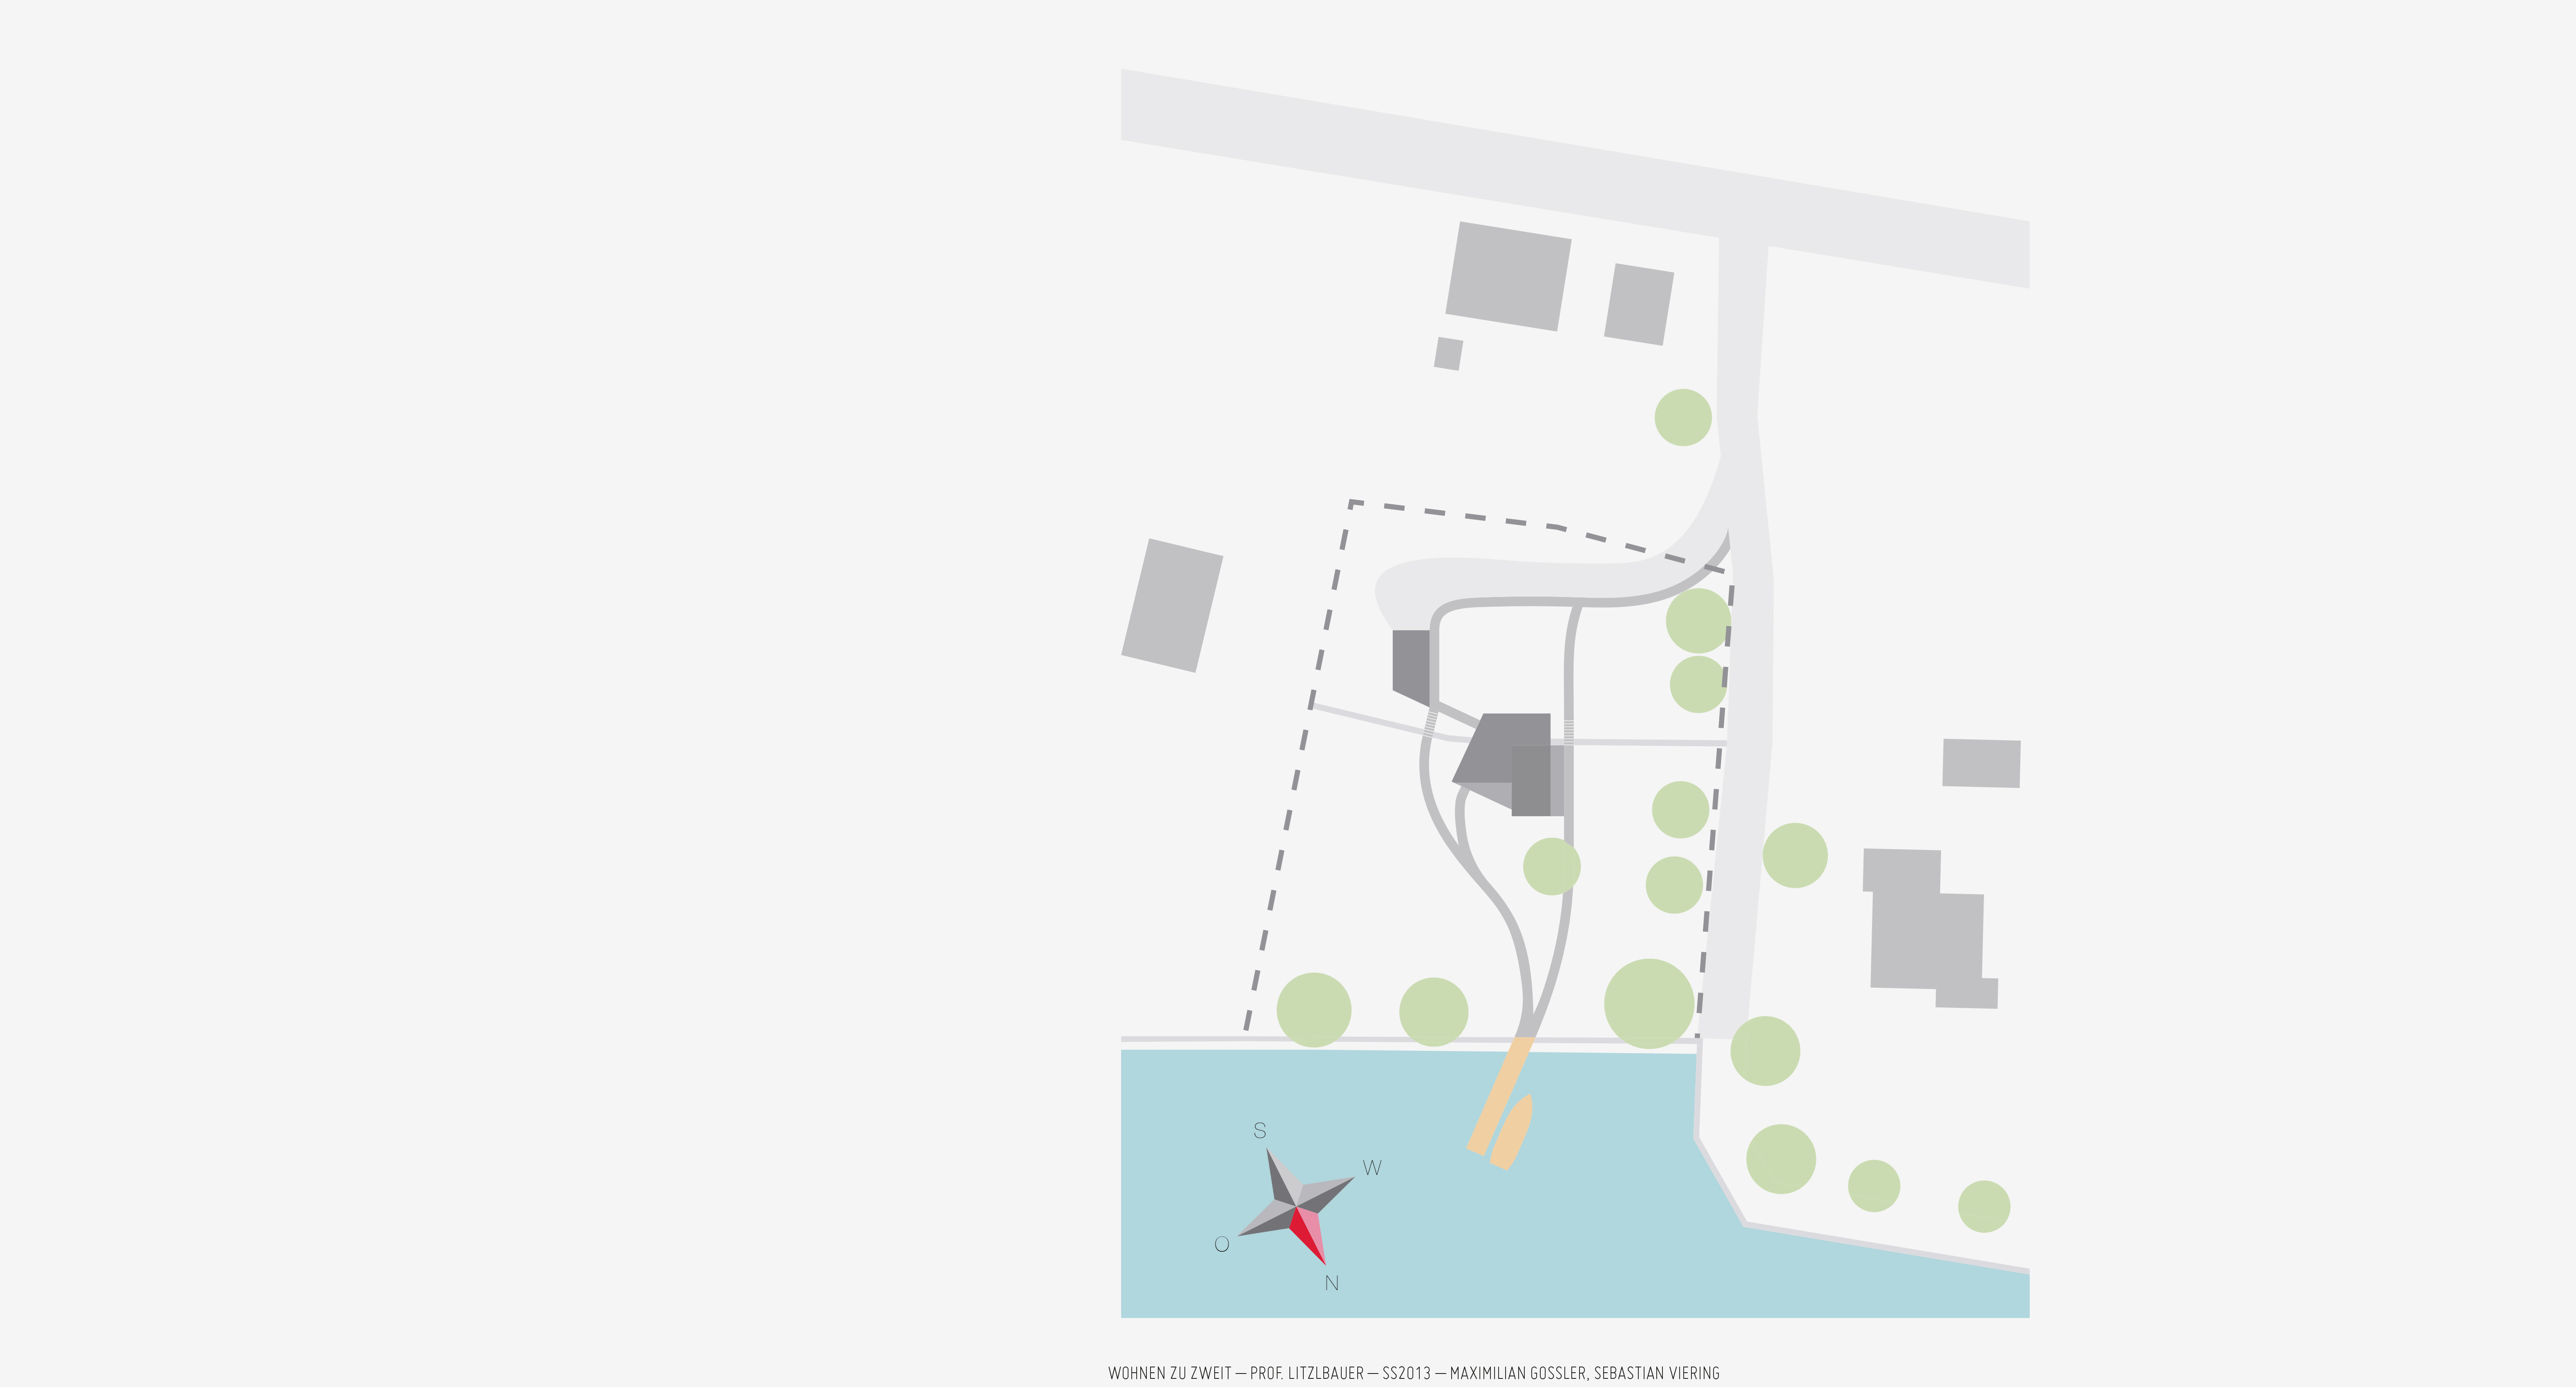 S
W
O
N
WOHNEN ZU ZWEIT — PROF. LITZLBAUER — SS2013 — MAXIMILIAN GOSSLER, SEBASTIAN VIERING